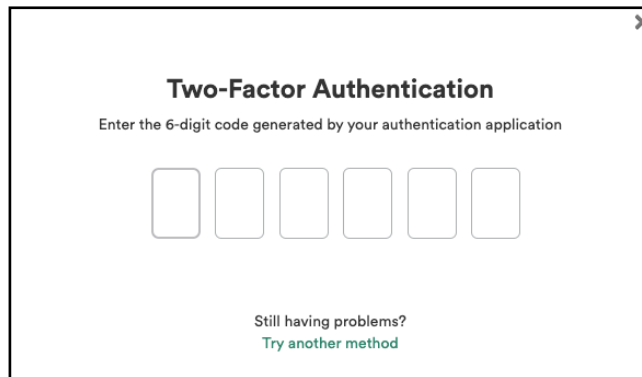 Two-Factor Authentication
Enter the 6-digit code generated by your authentication application
Still having problems?
Try another method